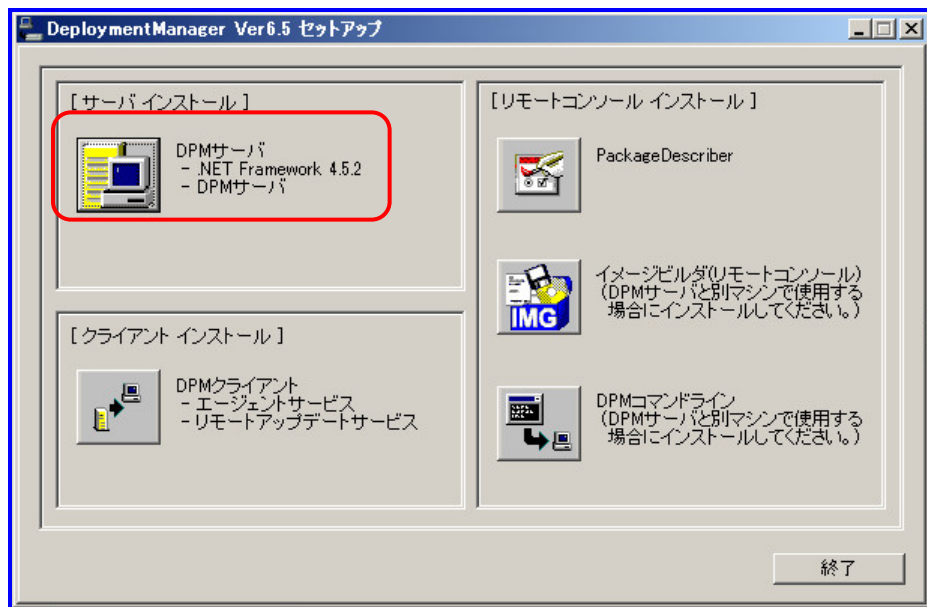 DeploymentManager Ver6.5 セットアップ
[ サーバ インストール ]
DPMサーバ
- .NET Framework 4.5.2
- DPMサーバ
[ クライアント インストール ]
DPMクライアント
- エージェントサービス
- リモートアップデートサービス
[ リモートコンソール インストール ]
PackageDescriber
IMG
イメージビルダ(リモートコンソール)
(DPMサーバと別マシンで使用する
場合にインストールしてください。)
DPMコマンドライン
(DPMサーバと別マシンで使用する
場合にインストールしてください。)
終了